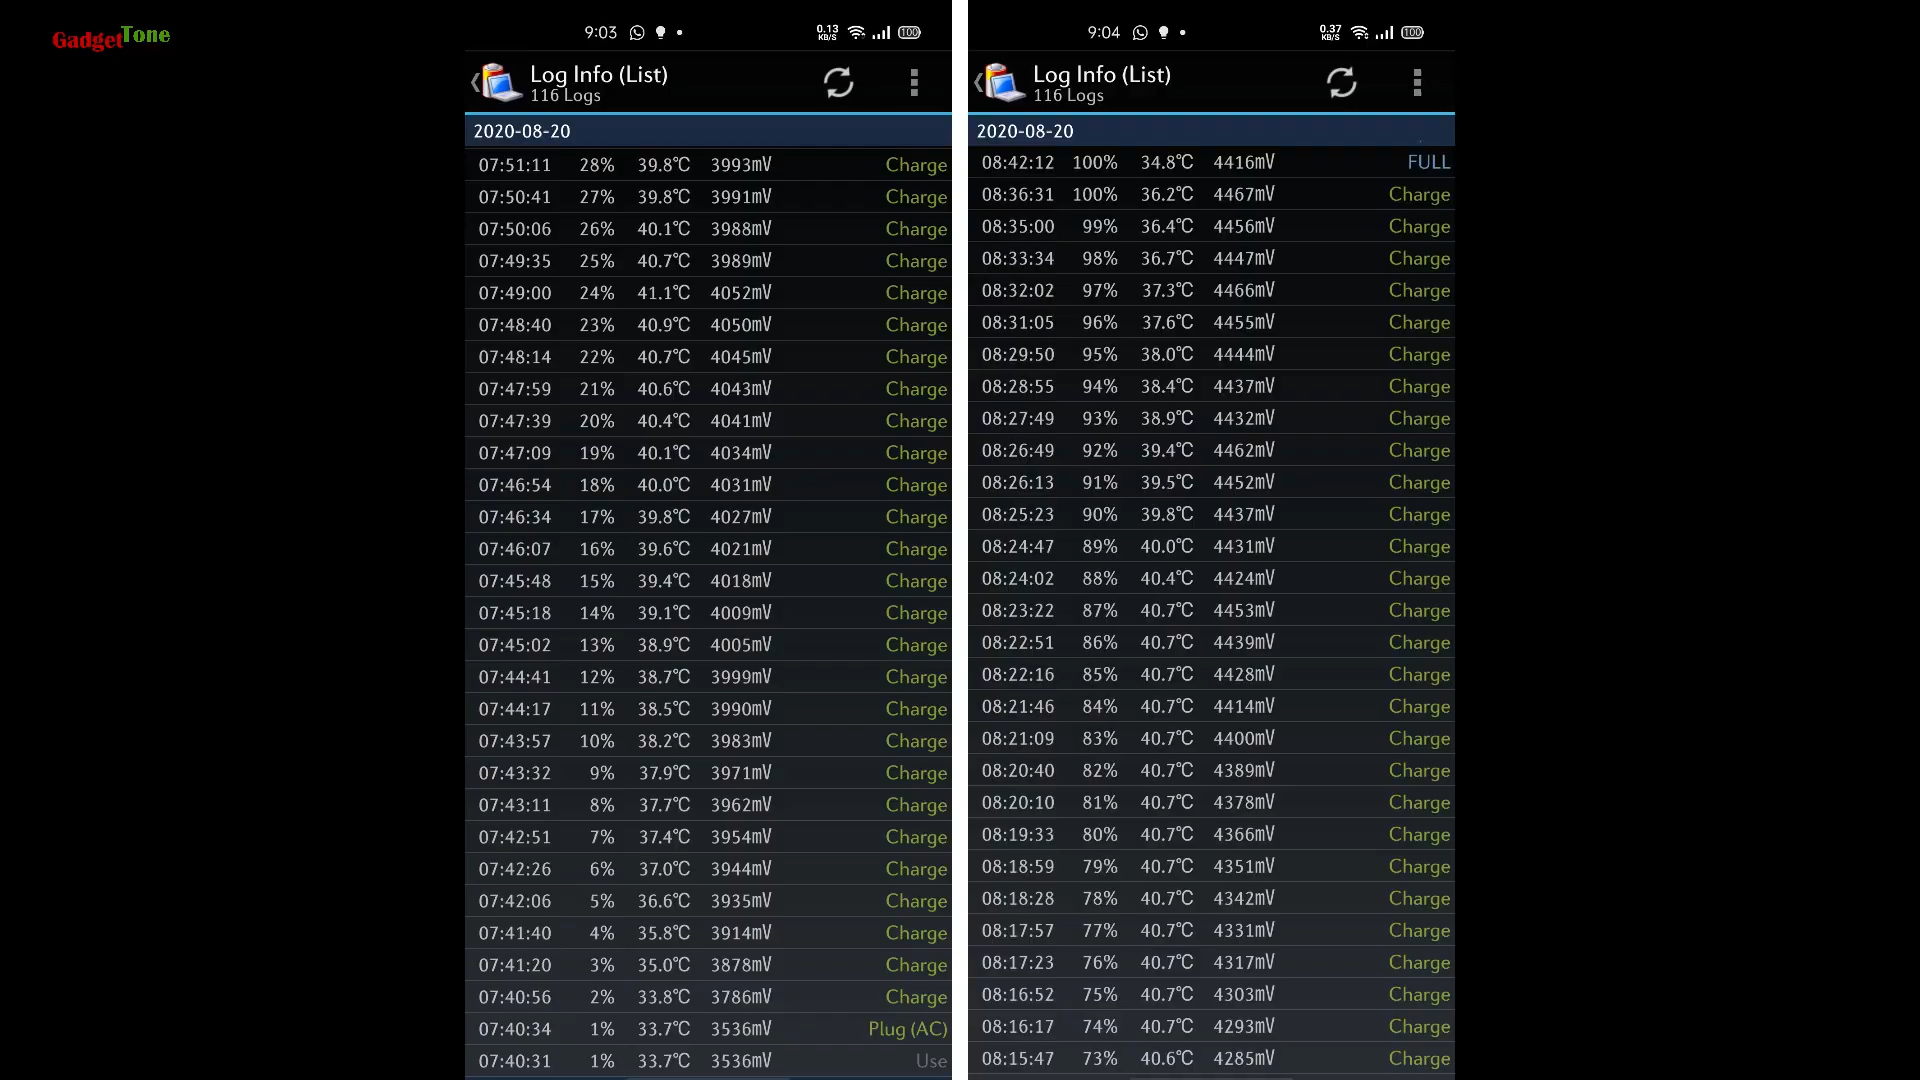 GadgetTone
9:03 0.13 KB/S 100
Log Info (List)
116 Logs
2020-08-20
07:51:11 28% 39.8℃ 3993mV Charge
07:50:41 27% 39.8℃ 3991mV Charge
07:50:06 26% 40.1℃ 3988mV Charge
07:49:35 25% 40.7℃ 3989mV Charge
07:49:00 24% 41.1℃ 4052mV Charge
07:48:40 23% 40.9℃ 4050mV Charge
07:48:14 22% 40.7℃ 4045mV Charge
07:47:59 21% 40.6℃ 4043mV Charge
07:47:39 20% 40.4℃ 4041mV Charge
07:47:09 19% 40.1℃ 4034mV Charge
07:46:54 18% 40.0℃ 4031mV Charge
07:46:34 17% 39.8℃ 4027mV Charge
07:46:07 16% 39.6℃ 4021mV Charge
07:45:48 15% 39.4℃ 4018mV Charge
07:45:18 14% 39.1℃ 4009mV Charge
07:45:02 13% 38.9℃ 4005mV Charge
07:44:41 12% 38.7℃ 3999mV Charge
07:44:17 11% 38.5℃ 3990mV Charge
07:43:57 10% 38.2℃ 3983mV Charge
07:43:32 9% 37.9℃ 3971mV Charge
07:43:11 8% 37.7℃ 3962mV Charge
07:42:51 7% 37.4℃ 3954mV Charge
07:42:26 6% 37.0℃ 3944mV Charge
07:42:06 5% 36.6℃ 3935mV Charge
07:41:40 4% 35.8℃ 3914mV Charge
07:41:20 3% 35.0℃ 3878mV Charge
07:40:56 2% 33.8℃ 3786mV Charge
07:40:34 1% 33.7℃ 3536mV Plug (AC)
07:40:31 1% 33.7℃ 3536mV Use
9:04 0.37 KB/S 100
Log Info (List)
116 Logs
2020-08-20
08:42:12 100% 34.8℃ 4416mV FULL
08:36:31 100% 36.2℃ 4467mV Charge
08:35:00 99% 36.4℃ 4456mV Charge
08:33:34 98% 36.7℃ 4447mV Charge
08:32:02 97% 37.3℃ 4466mV Charge
08:31:05 96% 37.6℃ 4455mV Charge
08:29:50 95% 38.0℃ 4444mV Charge
08:28:55 94% 38.4℃ 4437mV Charge
08:27:49 93% 38.9℃ 4432mV Charge
08:26:49 92% 39.4℃ 4462mV Charge
08:26:13 91% 39.5℃ 4452mV Charge
08:25:23 90% 39.8℃ 4437mV Charge
08:24:47 89% 40.0℃ 4431mV Charge
08:24:02 88% 40.4℃ 4424mV Charge
08:23:22 87% 40.7℃ 4453mV Charge
08:22:51 86% 40.7℃ 4439mV Charge
08:22:16 85% 40.7℃ 4428mV Charge
08:21:46 84% 40.7℃ 4414mV Charge
08:21:09 83% 40.7℃ 4400mV Charge
08:20:40 82% 40.7℃ 4389mV Charge
08:20:10 81% 40.7℃ 4378mV Charge
08:19:33 80% 40.7℃ 4366mV Charge
08:18:59 79% 40.7℃ 4351mV Charge
08:18:28 78% 40.7℃ 4342mV Charge
08:17:57 77% 40.7℃ 4331mV Charge
08:17:23 76% 40.7℃ 4317mV Charge
08:16:52 75% 40.7℃ 4303mV Charge
08:16:17 74% 40.7℃ 4293mV Charge
08:15:47 73% 40.6℃ 4285mV Charge